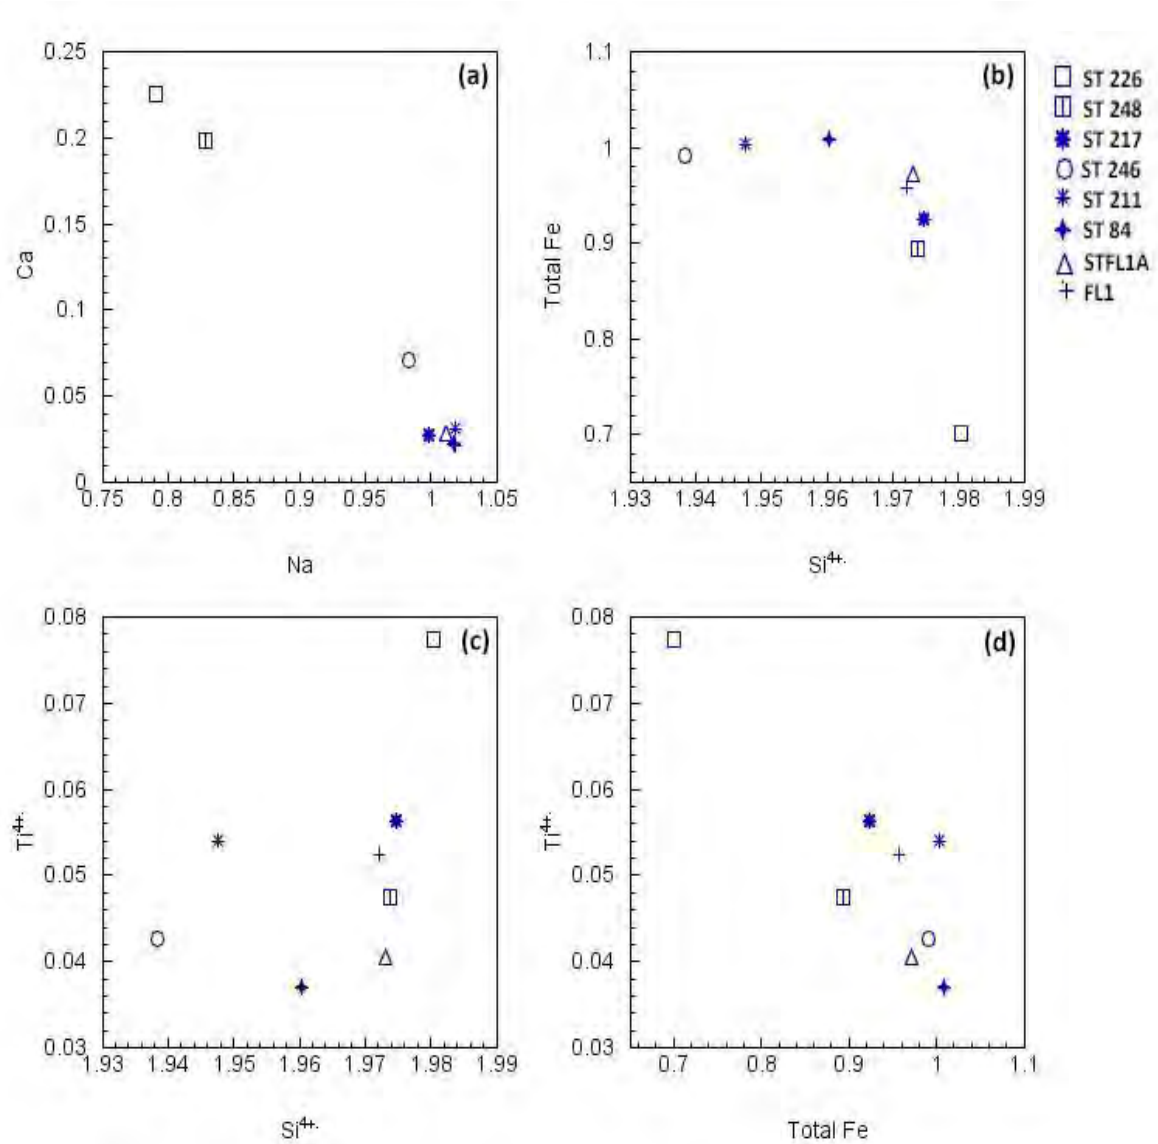 (a)
0.25
0.2
0.15
0.1
0.05
0
Ca
0.75 0.8 0.85 0.9 0.95 1 1.05
Na
(b)
1.1
1
0.9
0.8
0.7
Total Fe
1.93 1.94 1.95 1.96 1.97 1.98 1.99
Si4+.
ST 226
ST 248
ST 217
ST 246
ST 211
ST 84
STFL1A
FL1
(c)
0.08
0.07
0.06
0.05
0.04
0.03
Ti4+.
1.93 1.94 1.95 1.96 1.97 1.98 1.99
Si4+.
(d)
0.08
0.07
0.06
0.05
0.04
0.03
Ti4+.
0.7 0.8 0.9 1 1.1
Total Fe